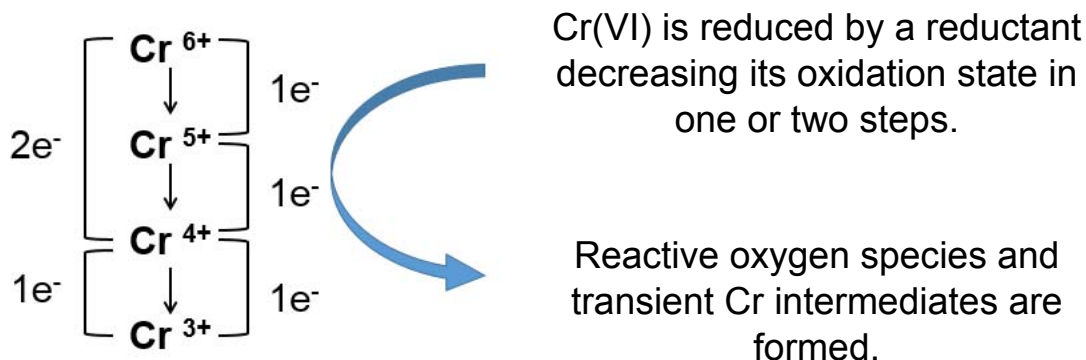 Cr 6+
1e-
2e-
Cr 5+
1e-
Cr 4+
1e-
1e-
Cr 3+
Cr(VI) is reduced by a reductant
decreasing its oxidation state in
one or two steps.
Reactive oxygen species and
transient Cr intermediates are
formed.